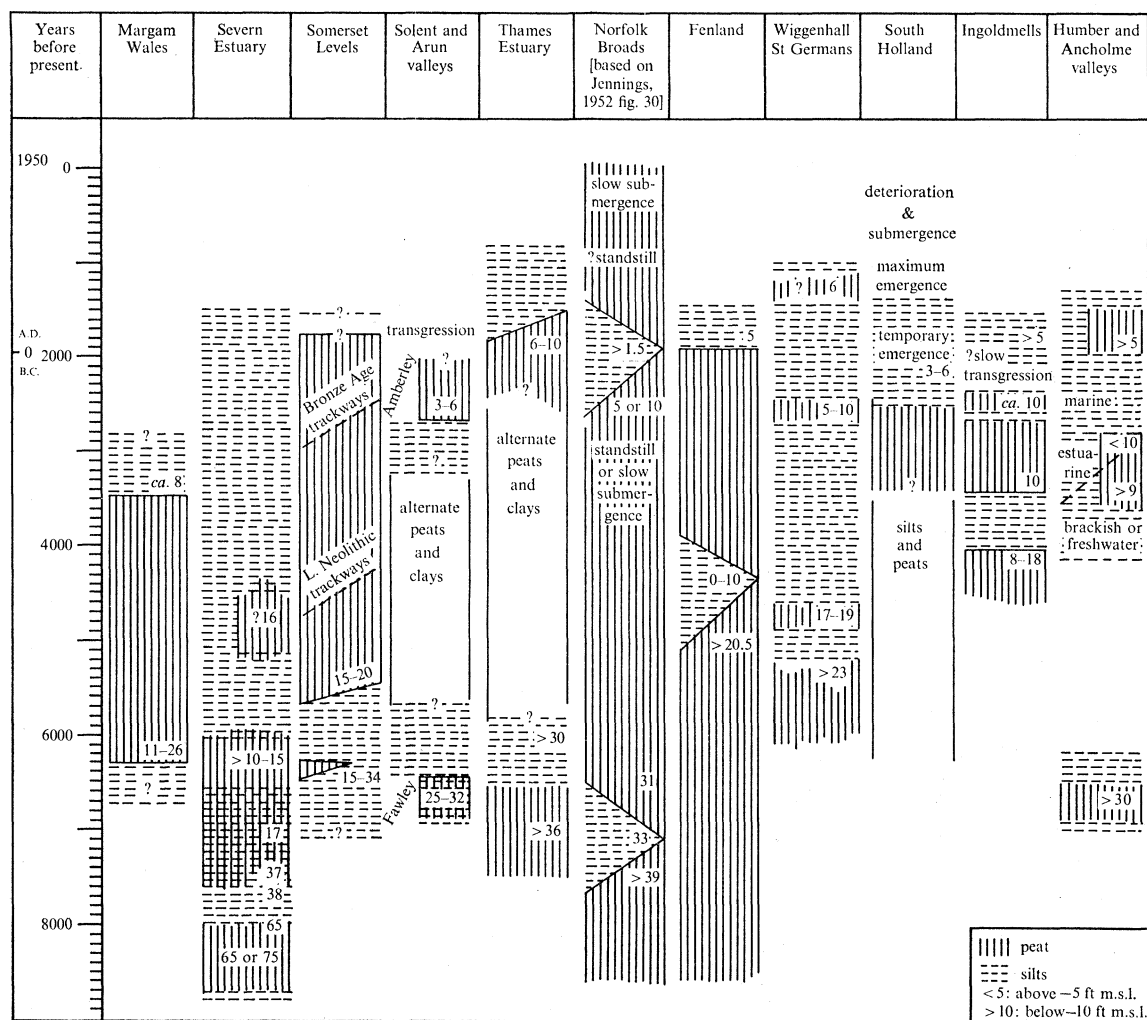 Years
before
present.
Margam
Wales
Severn
Estuary
Somerset
Levels
Solent and
Arun
valleys
Thames
Estuary
Norfolk
Broads
[based on
Jennings,
1952 fig. 30]
Fenland
Wiggenhall
St Germans
South
Holland
Ingoldmells
Humber and
Ancholme
valleys
1950
0
A.D.
0
B.C.
2000
4000
6000
8000
?
ca. 8
11–26
?
? 16
> 10–15
17
37
38
65
65 or 75
?
?
Bronze Age
trackways
L. Neolithic
trackways
15–20
15–34
?
transgression
Amberley
?
3–6
?
alternate
peats
and
clays
?
Fawley
25–32
6–10
?
alternate
peats
and
clays
?
> 30
> 36
slow sub-
mergence
? standstill
> 1.5
5 or 10
standstill
or slow
submer-
gence
31
33
> 39
5
0–10
> 20.5
? 6
5–10
17–19
> 23
deterioration
&
submergence
maximum
emergence
temporary
emergence
3–6
?
silts
and
peats
> 5
? slow
transgression
ca. 10
10
8–18
> 5
marine
< 10
estua-
rine
> 9
brackish or
freshwater
> 30
peat
silts
< 5: above –5 ft m.s.l.
> 10: below –10 ft m.s.l.